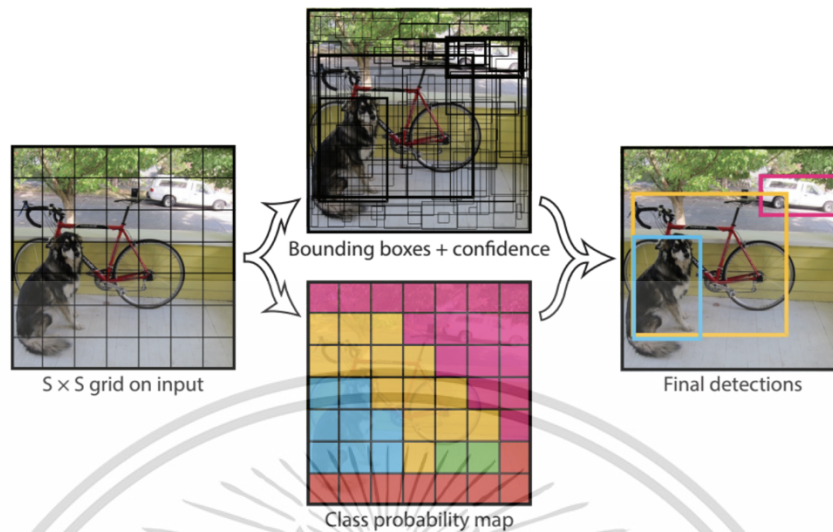 Bounding boxes + confidence
S × S grid on input
Final detections
Class probability map